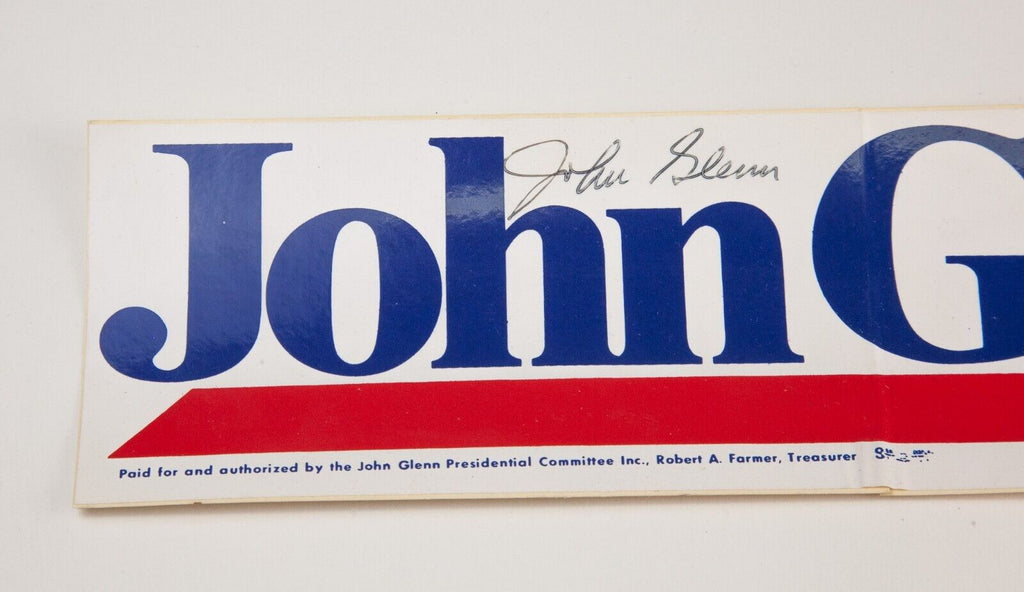 John Glenn
John G
Paid for and authorized by the John Glenn Presidential Committee Inc., Robert A. Farmer, Treasurer